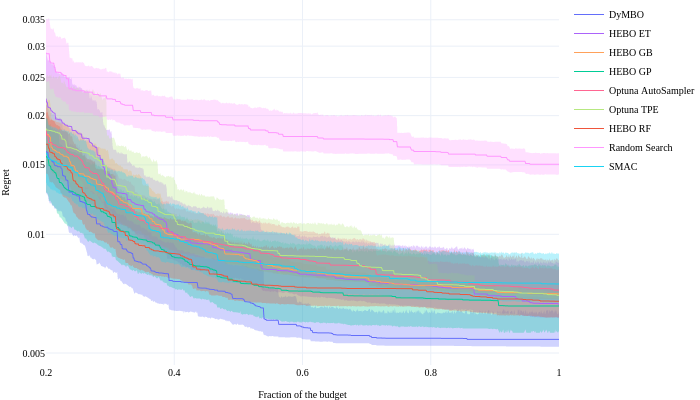 0.035
0.03
0.025
0.02
0.015
0.01
0.005
Regret
0.2
0.4
0.6
0.8
1
Fraction of the budget
DyMBO
HEBO ET
HEBO GB
HEBO GP
Optuna AutoSampler
Optuna TPE
HEBO RF
Random Search
SMAC